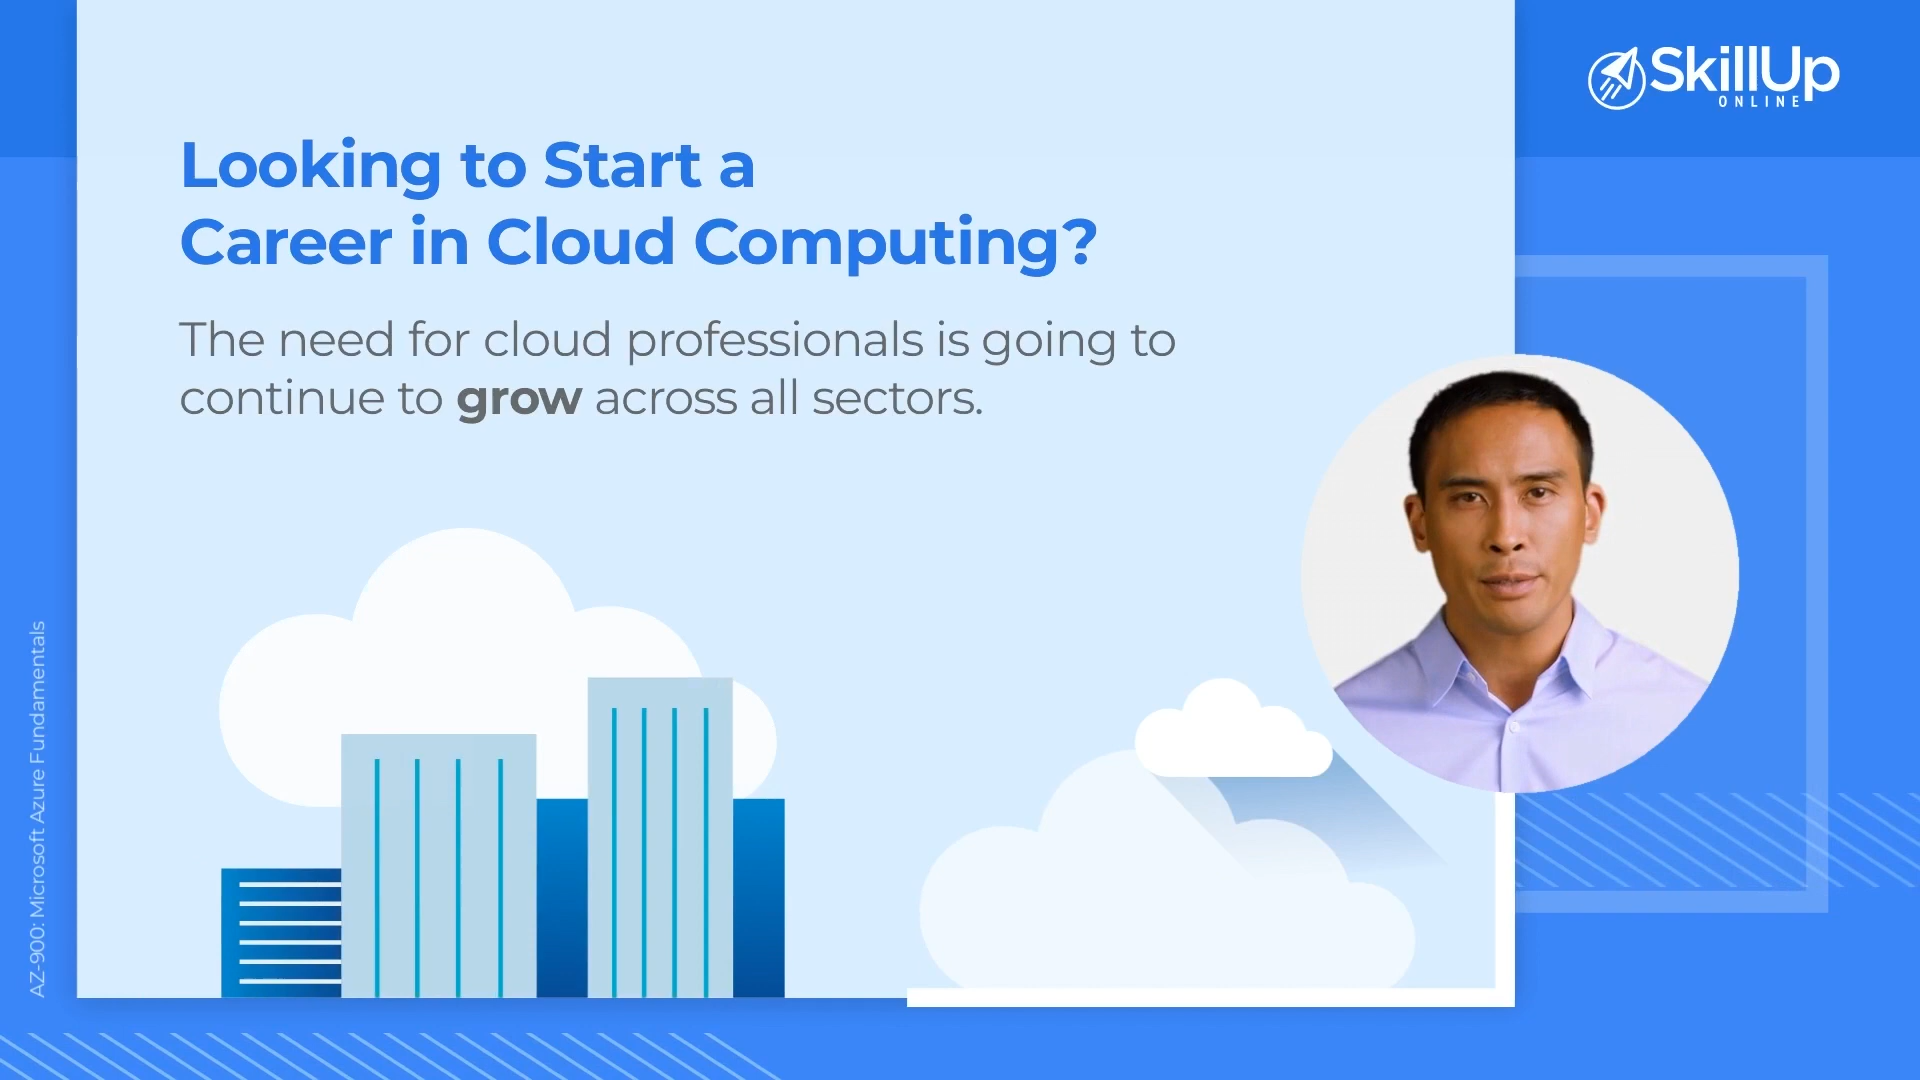 SkillUp
ONLINE
Looking to Start a
Career in Cloud Computing?
The need for cloud professionals is going to
continue to grow across all sectors.
AZ-900: Microsoft Azure Fundamentals